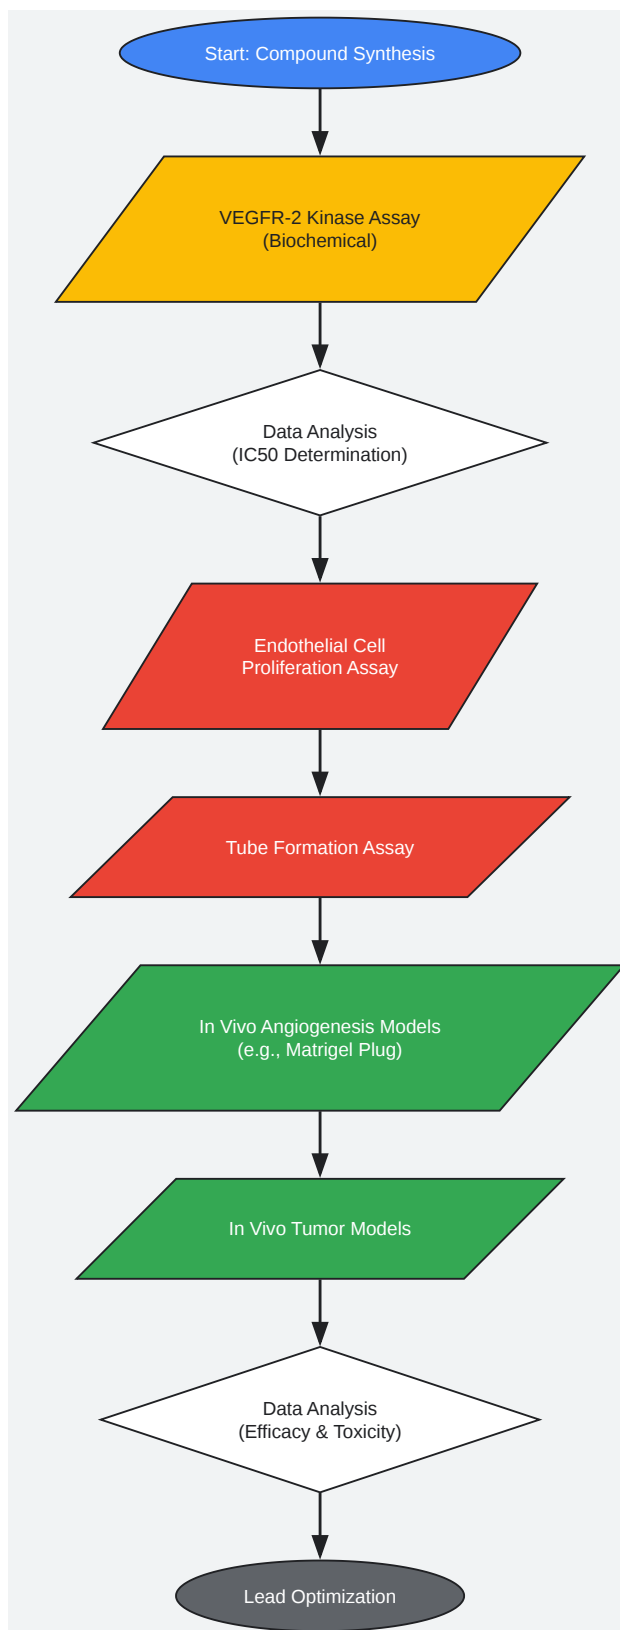 Start: Compound Synthesis
VEGFR-2 Kinase Assay
(Biochemical)
Data Analysis
(IC50 Determination)
Endothelial Cell
Proliferation Assay
Tube Formation Assay
In Vivo Angiogenesis Models
(e.g., Matrigel Plug)
In Vivo Tumor Models
Data Analysis
(Efficacy & Toxicity)
Lead Optimization